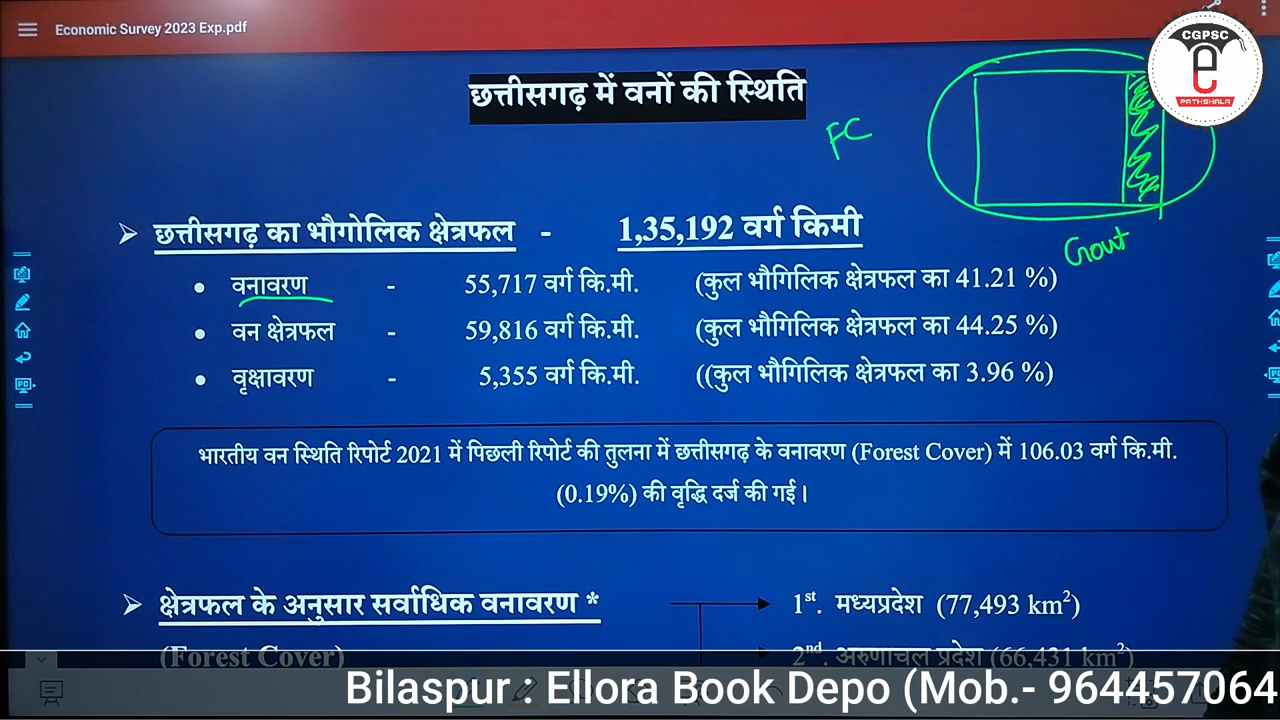 Economic Survey 2023 Exp.pdf
CGPSC
e
PATHSHALA
छत्तीसगढ़ में वनों की स्थिति
FC
Govt
➢ छत्तीसगढ़ का भौगोलिक क्षेत्रफल - 1,35,192 वर्ग किमी
• वनावरण - 55,717 वर्ग कि.मी. (कुल भौगिलिक क्षेत्रफल का 41.21 %)
• वन क्षेत्रफल - 59,816 वर्ग कि.मी. (कुल भौगिलिक क्षेत्रफल का 44.25 %)
• वृक्षावरण - 5,355 वर्ग कि.मी. ((कुल भौगिलिक क्षेत्रफल का 3.96 %)
भारतीय वन स्थिति रिपोर्ट 2021 में पिछली रिपोर्ट की तुलना में छत्तीसगढ़ के वनावरण (Forest Cover) में 106.03 वर्ग कि.मी.
(0.19%) की वृद्धि दर्ज की गई।
➢ क्षेत्रफल के अनुसार सर्वाधिक वनावरण * 1st. मध्यप्रदेश (77,493 km²)
(Forest Cover) 2nd. अरुणाचल प्रदेश (66,431 km²)
Bilaspur : Ellora Book Depo (Mob.- 964457064